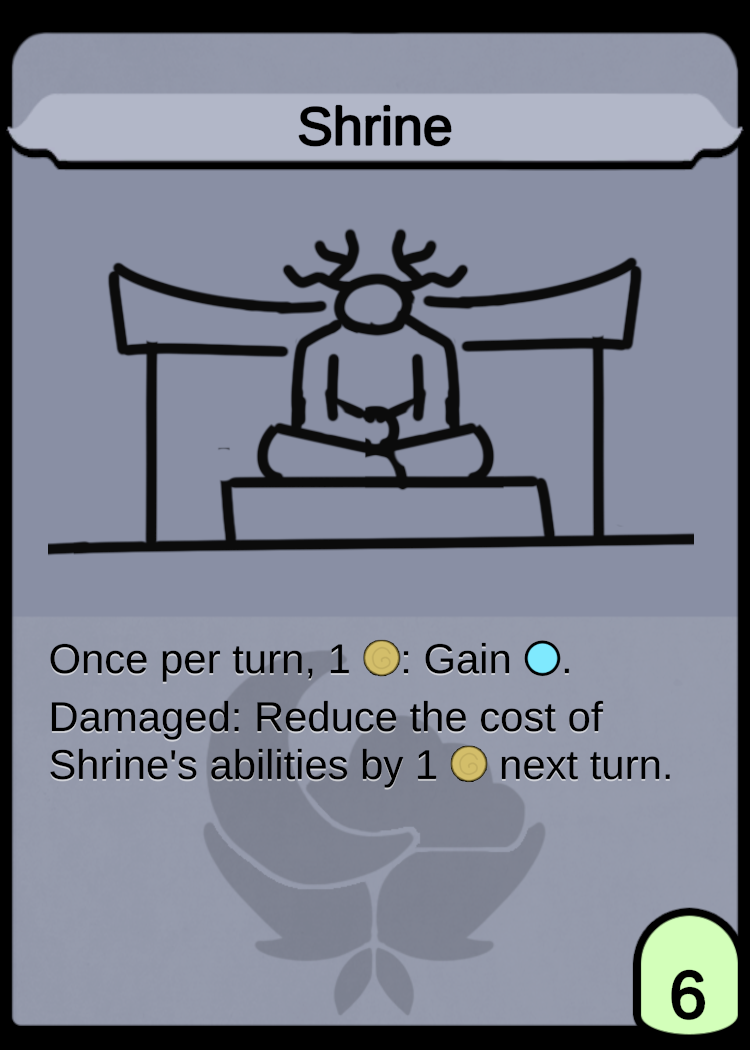 Shrine
Once per turn, 1 : Gain .
Damaged: Reduce the cost of
Shrine's abilities by 1 next turn.
6